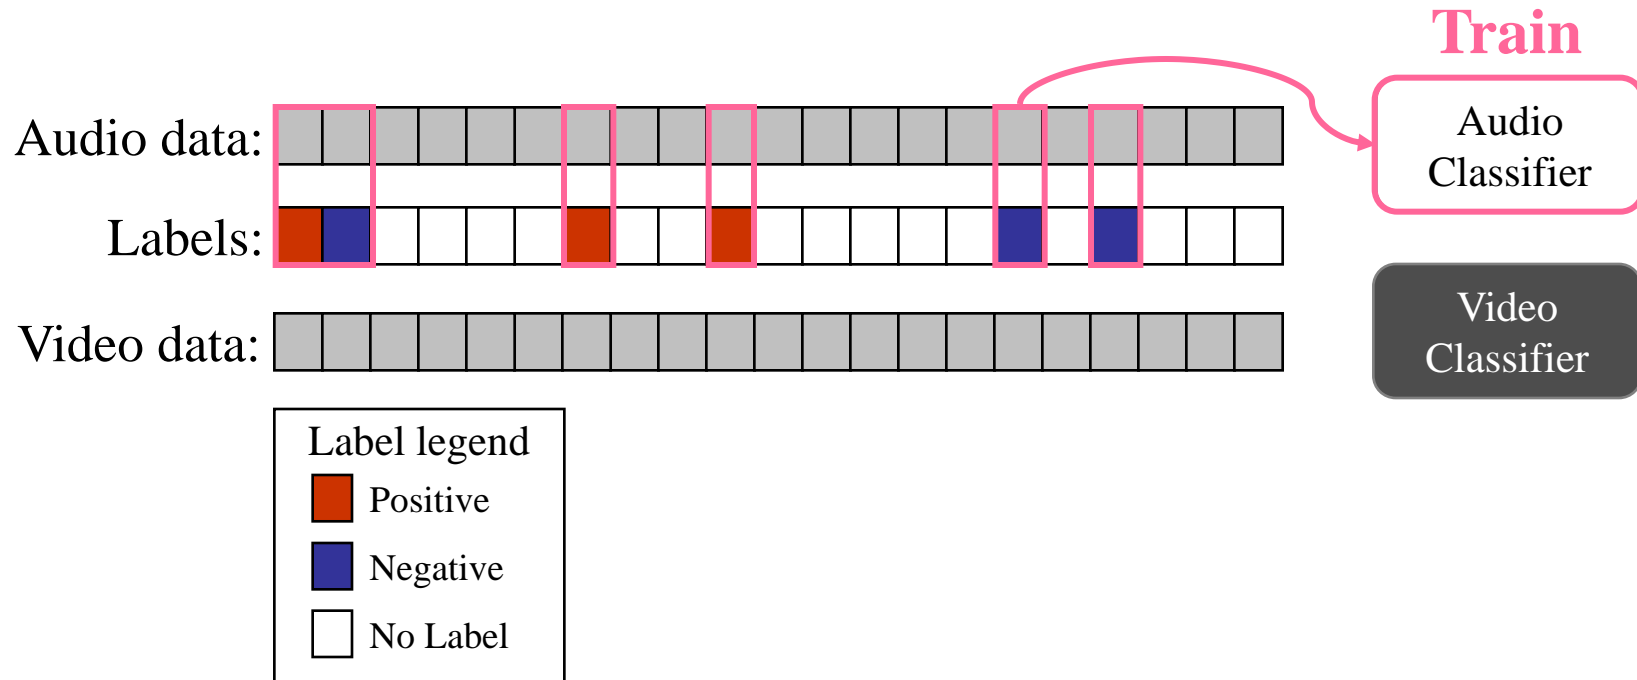 Train
Audio data:
Audio
Classifier
Labels:
Video data:
Video
Classifier
Label legend
Positive
Negative
No Label